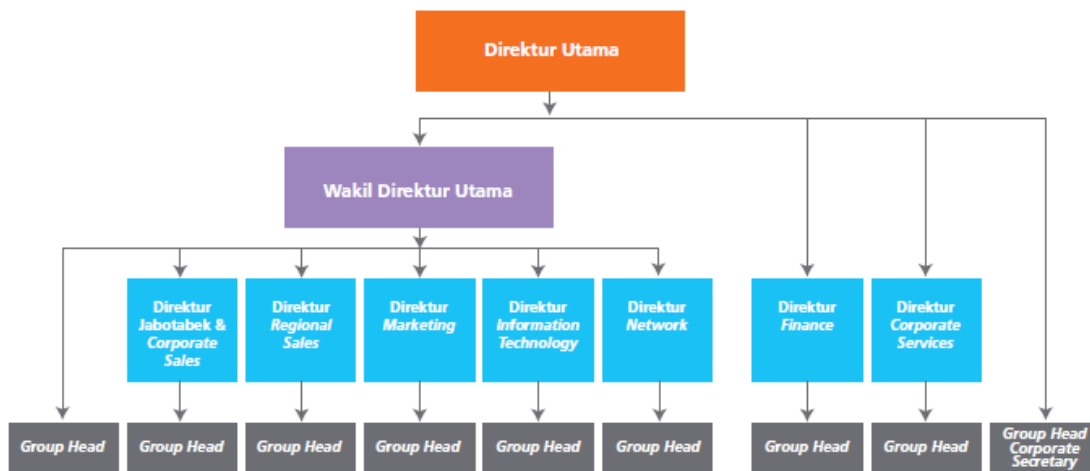 Direktur Utama
Wakil Direktur Utama
Direktur
Jabotabek &
Corporate
Sales
Direktur
Regional
Sales
Direktur
Marketing
Direktur
Information
Technology
Direktur
Network
Direktur
Finance
Direktur
Corporate
Services
Group Head
Group Head
Group Head
Group Head
Group Head
Group Head
Group Head
Group Head
Group Head
Corporate
Secretary